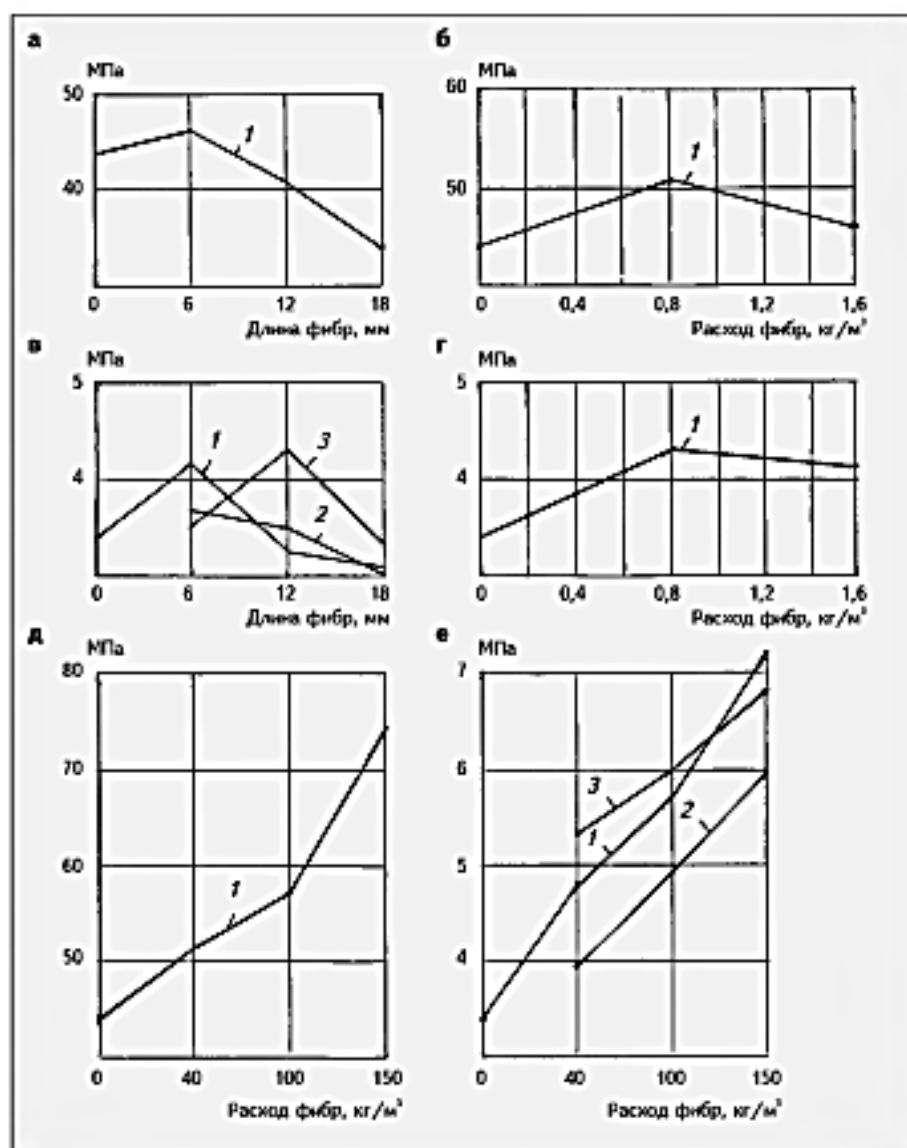 а б
МПа МПа
50 60
1 1
40 50
0 6 12 18 0 0,4 0,8 1,2 1,6
Длина фибр, мм Расход фибр, кг/м³
в г
МПа МПа
5 5
1 3 1
4 4
2
0 6 12 18 0 0,4 0,8 1,2 1,6
Длина фибр, мм Расход фибр, кг/м³
д е
МПа МПа
80 7
70 6
3 2
1
60 5
1
50 4
0 40 100 150 0 40 100 150
Расход фибр, кг/м³ Расход фибр, кг/м³